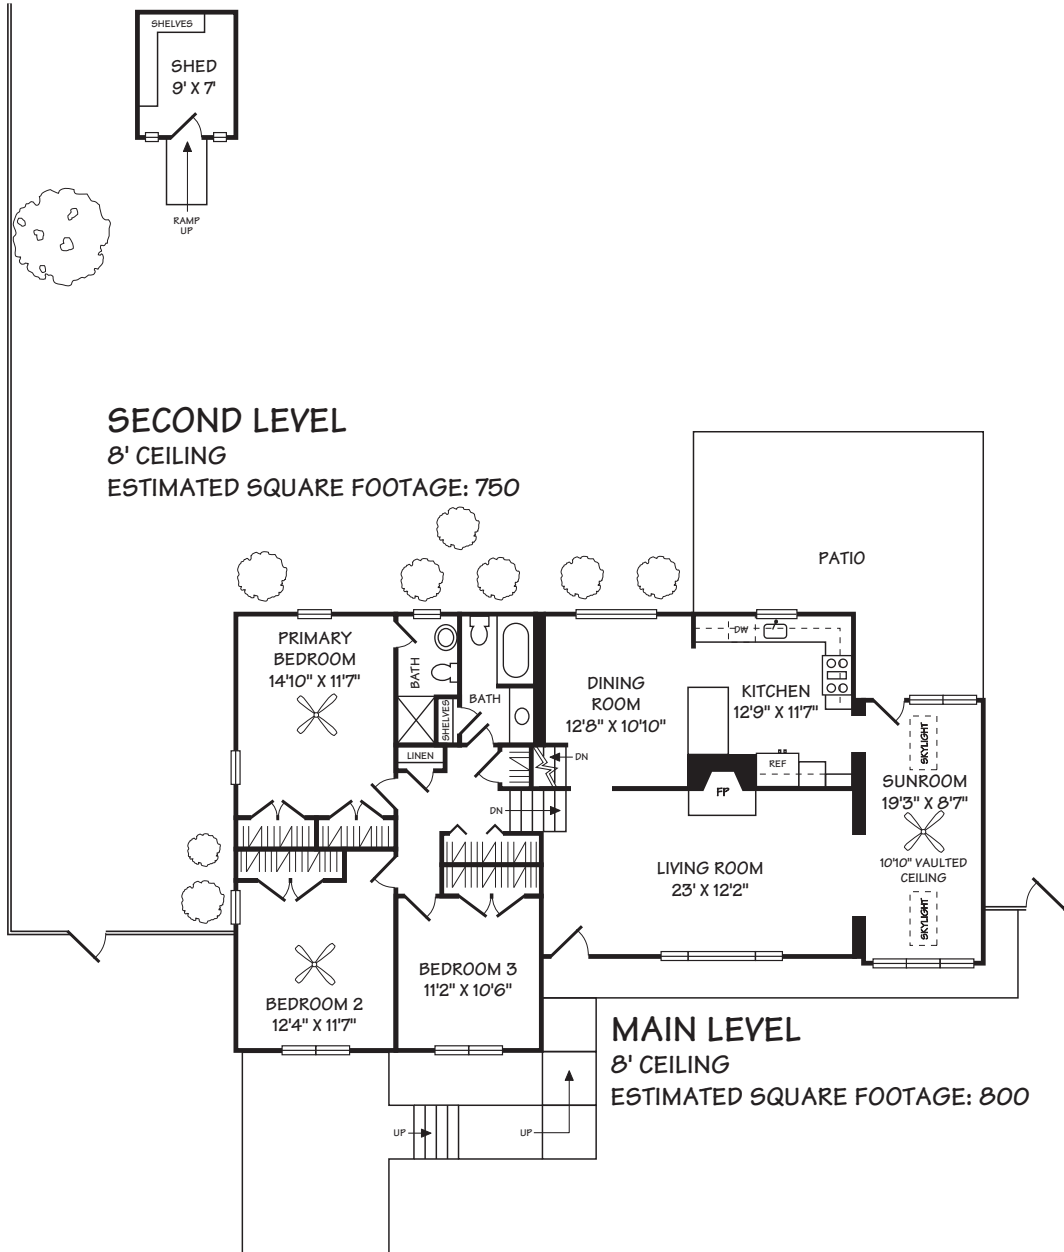 SHELVES
SHED
9' X 7'
RAMP
UP
SECOND LEVEL
8' CEILING
ESTIMATED SQUARE FOOTAGE: 750
PATIO
PRIMARY
BEDROOM
14'10" X 11'7"
BATH
BATH
SHELVES
LINEN
DN
DN
DINING
ROOM
12'8" X 10'10"
DW
KITCHEN
12'9" X 11'7"
REF
FP
SKYLIGHT
SUNROOM
19'3" X 8'7"
10'10" VAULTED
CEILING
SKYLIGHT
LIVING ROOM
23' X 12'2"
BEDROOM 2
12'4" X 11'7"
BEDROOM 3
11'2" X 10'6"
MAIN LEVEL
8' CEILING
ESTIMATED SQUARE FOOTAGE: 800
UP
UP